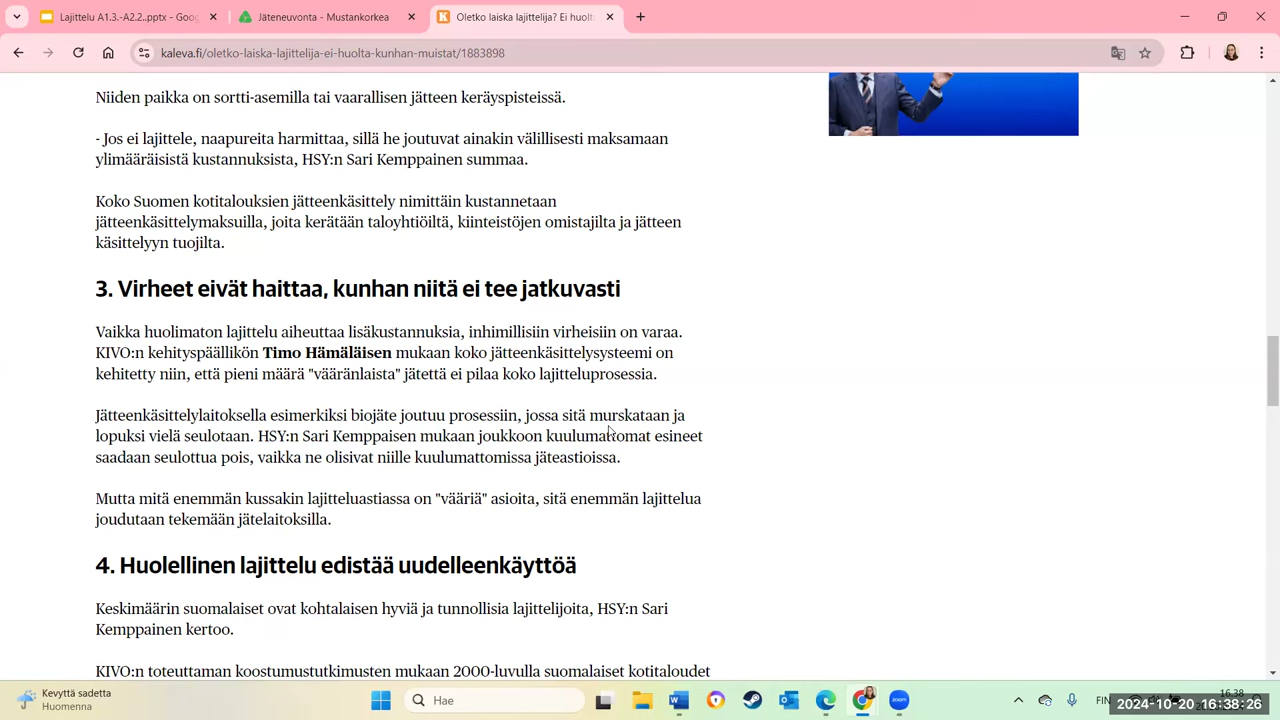 Lajittelu A1.3.-A2.2..pptx - Goog
Jäteneuvonta - Mustankorkea
Oletko laiska lajittelija? Ei huolt
kaleva.fi/oletko-laiska-lajittelija-ei-huolta-kunhan-muistat/1883898
Niiden paikka on sortti-asemilla tai vaarallisen jätteen keräyspisteissä.
- Jos ei lajittele, naapureita harmittaa, sillä he joutuvat ainakin välillisesti maksamaan
ylimääräisistä kustannuksista, HSY:n Sari Kemppainen summaa.
Koko Suomen kotitalouksien jätteenkäsittely nimittäin kustannetaan
jätteenkäsittelymaksuilla, joita kerätään taloyhtiöiltä, kiinteistöjen omistajilta ja jätteen
käsittelyyn tuojilta.
3. Virheet eivät haittaa, kunhan niitä ei tee jatkuvasti
Vaikka huolimaton lajittelu aiheuttaa lisäkustannuksia, inhimillisiin virheisiin on varaa.
KIVO:n kehityspäällikön Timo Hämäläisen mukaan koko jätteenkäsittelysysteemi on
kehitetty niin, että pieni määrä "vääränlaista" jätettä ei pilaa koko lajitteluprosessia.
Jätteenkäsittelylaitoksella esimerkiksi biojäte joutuu prosessiin, jossa sitä murskataan ja
lopuksi vielä seulotaan. HSY:n Sari Kemppaisen mukaan joukkoon kuulumattomat esineet
saadaan seulottua pois, vaikka ne olisivat niille kuulumattomissa jäteastioissa.
Mutta mitä enemmän kussakin lajitteluastiassa on "vääriä" asioita, sitä enemmän lajittelua
joudutaan tekemään jätelaitoksilla.
4. Huolellinen lajittelu edistää uudelleenkäyttöä
Keskimäärin suomalaiset ovat kohtalaisen hyviä ja tunnollisia lajittelijoita, HSY:n Sari
Kemppainen kertoo.
KIVO:n toteuttaman koostumustutkimusten mukaan 2000-luvulla suomalaiset kotitaloudet
Kevyttä sadetta
Huomenna
Hae
FIN
16.38
2024-10-20 16:38:26